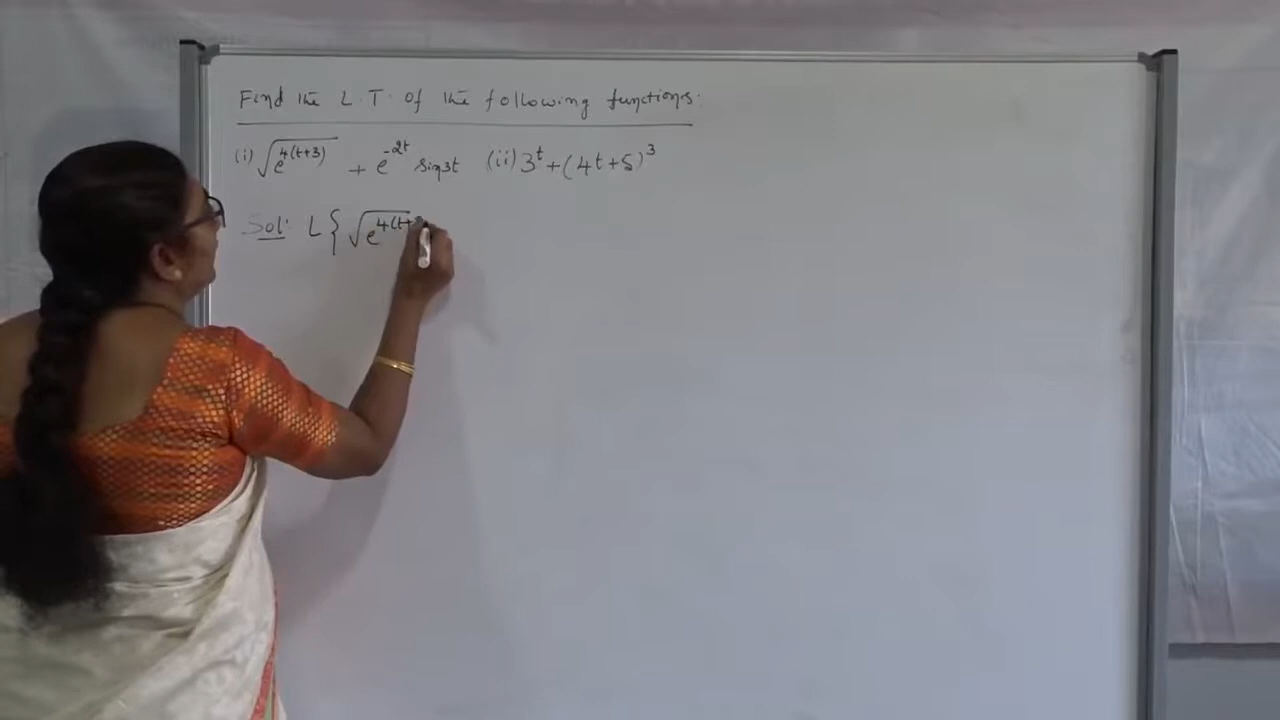 Find the L.T. of the following functions.
(i) √e^{4(t+3)} + e^{-2t} sin3t (ii) 3^t + (4t+5)^3
Sol: L { √e^{4(t+